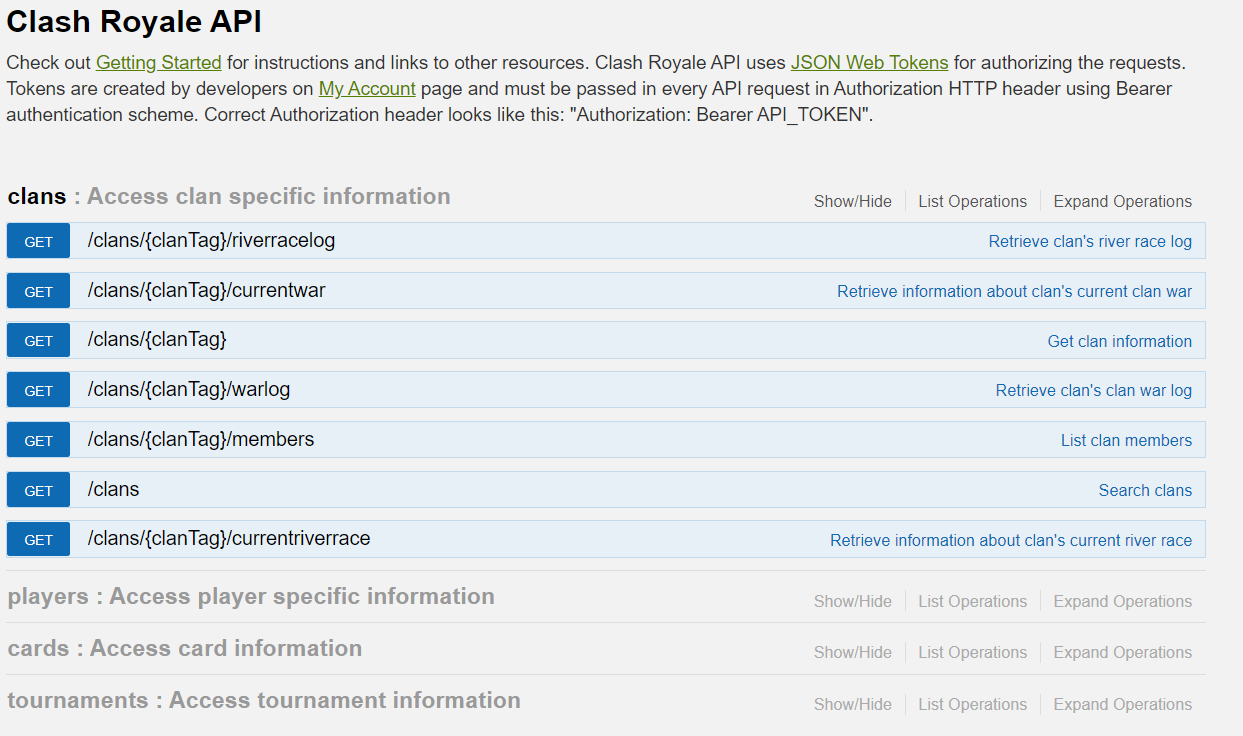 Clash Royale API
Check out Getting Started for instructions and links to other resources. Clash Royale API uses JSON Web Tokens for authorizing the requests.
Tokens are created by developers on My Account page and must be passed in every API request in Authorization HTTP header using Bearer
authentication scheme. Correct Authorization header looks like this: "Authorization: Bearer API_TOKEN".
clans : Access clan specific information Show/Hide List Operations Expand Operations
GET /clans/{clanTag}/riverracelog Retrieve clan's river race log
GET /clans/{clanTag}/currentwar Retrieve information about clan's current clan war
GET /clans/{clanTag} Get clan information
GET /clans/{clanTag}/warlog Retrieve clan's clan war log
GET /clans/{clanTag}/members List clan members
GET /clans Search clans
GET /clans/{clanTag}/currentriverrace Retrieve information about clan's current river race
players : Access player specific information Show/Hide List Operations Expand Operations
cards : Access card information Show/Hide List Operations Expand Operations
tournaments : Access tournament information Show/Hide List Operations Expand Operations